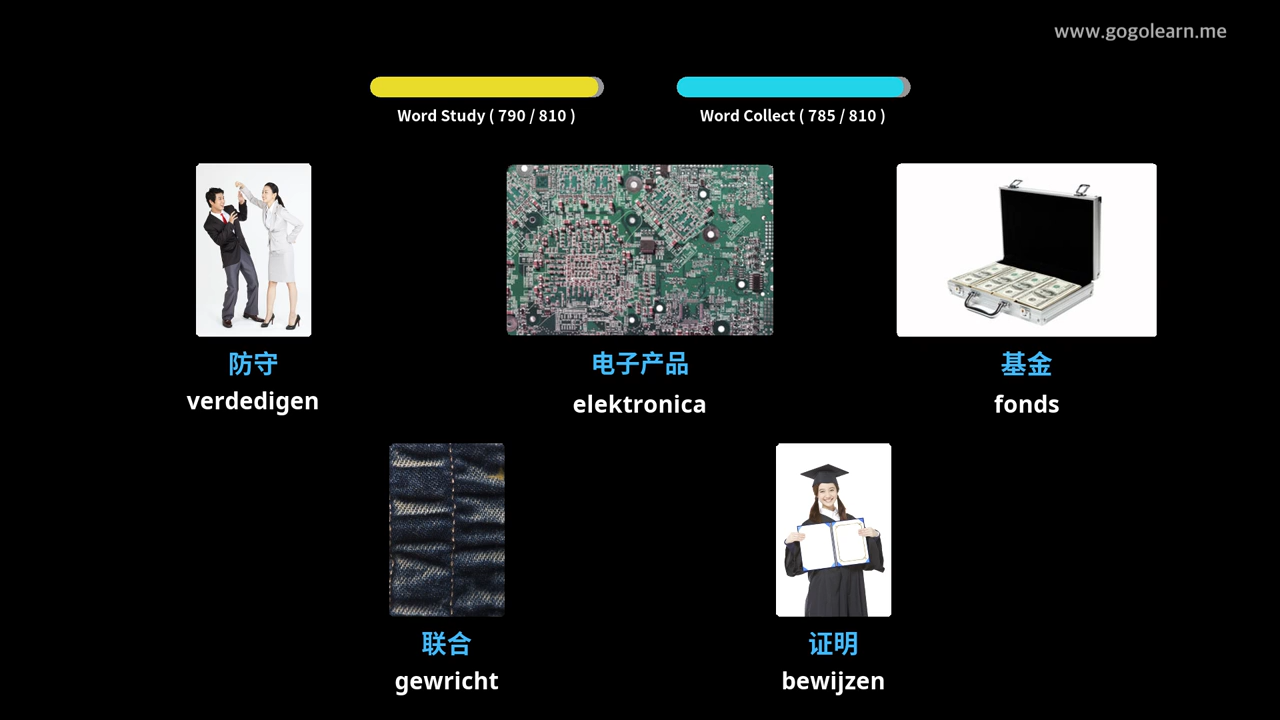 www.gogolearn.me
Word Study ( 790 / 810 )
Word Collect ( 785 / 810 )
防守
verdedigen
电子产品
elektronica
基金
fonds
联合
gewricht
证明
bewijzen